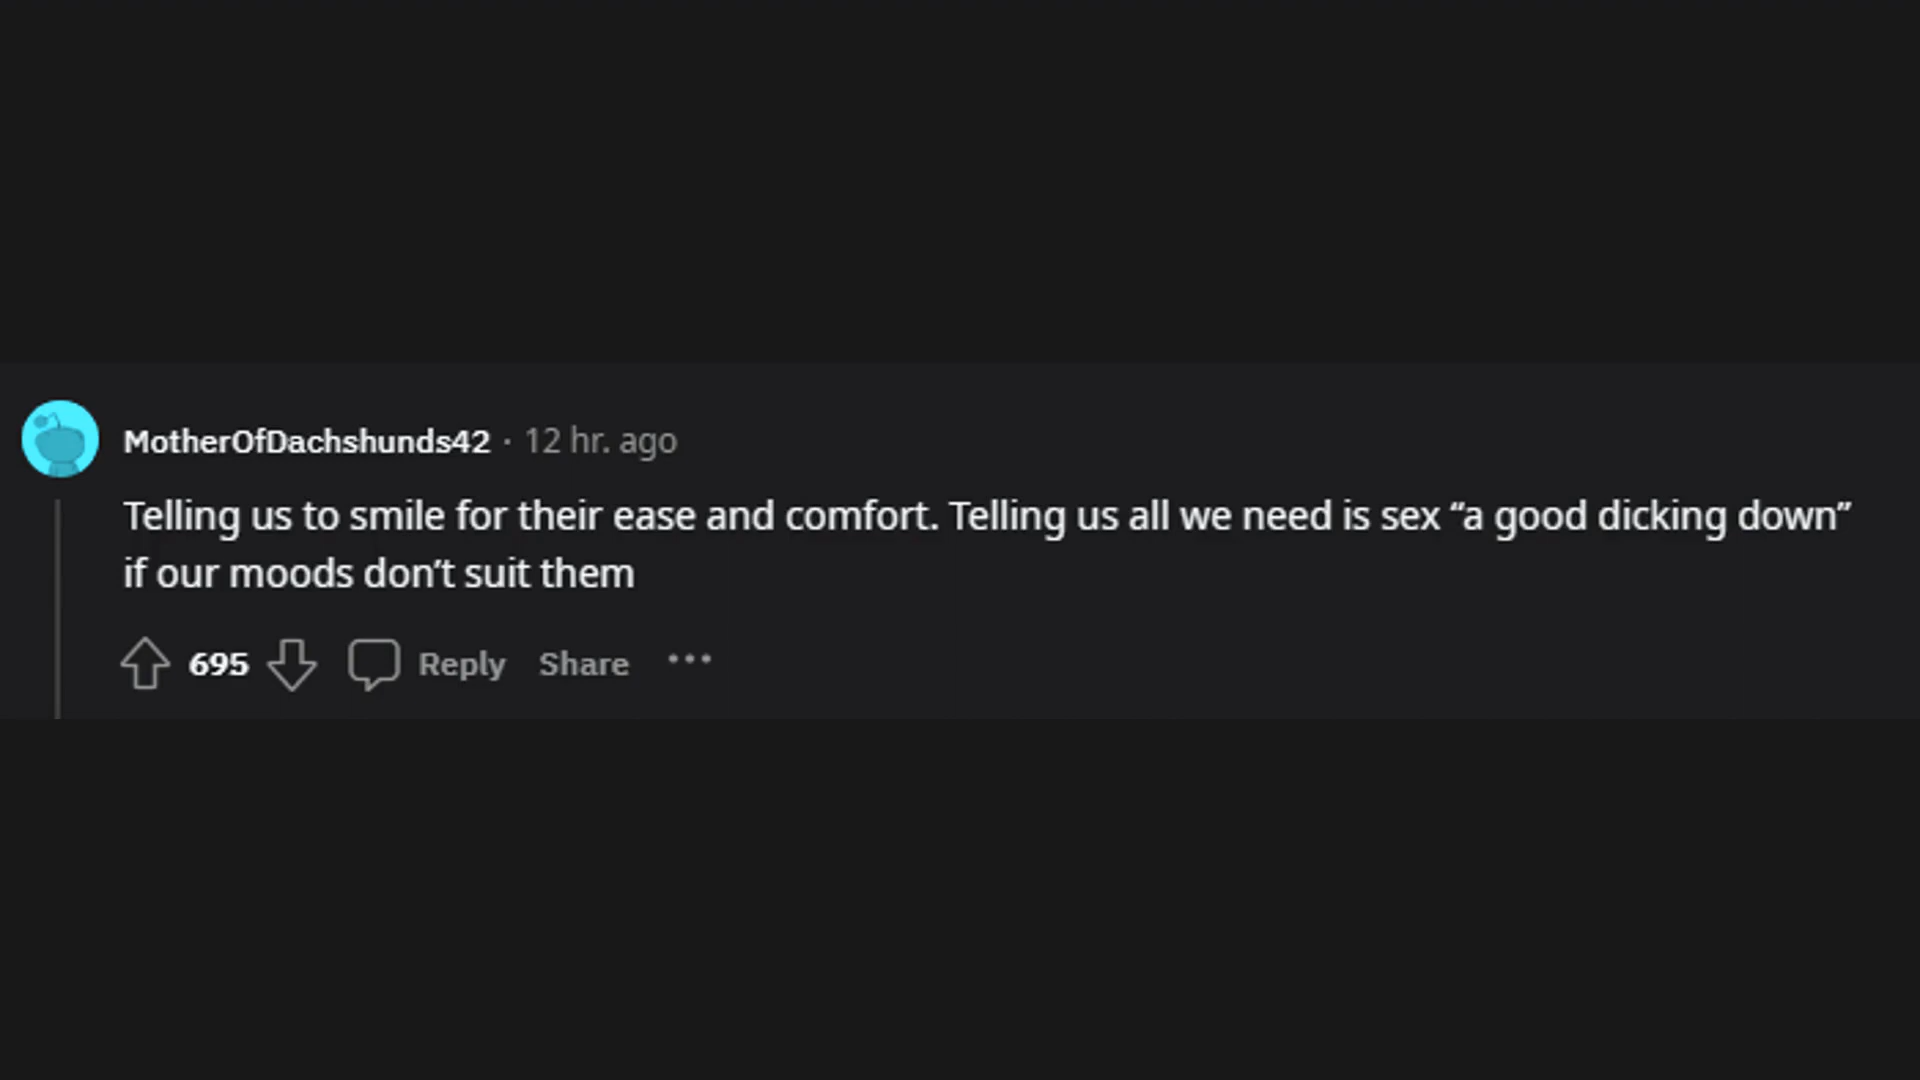 MotherOfDachshunds42 · 12 hr. ago
Telling us to smile for their ease and comfort. Telling us all we need is sex “a good dicking down”
if our moods don’t suit them
695 Reply Share ···